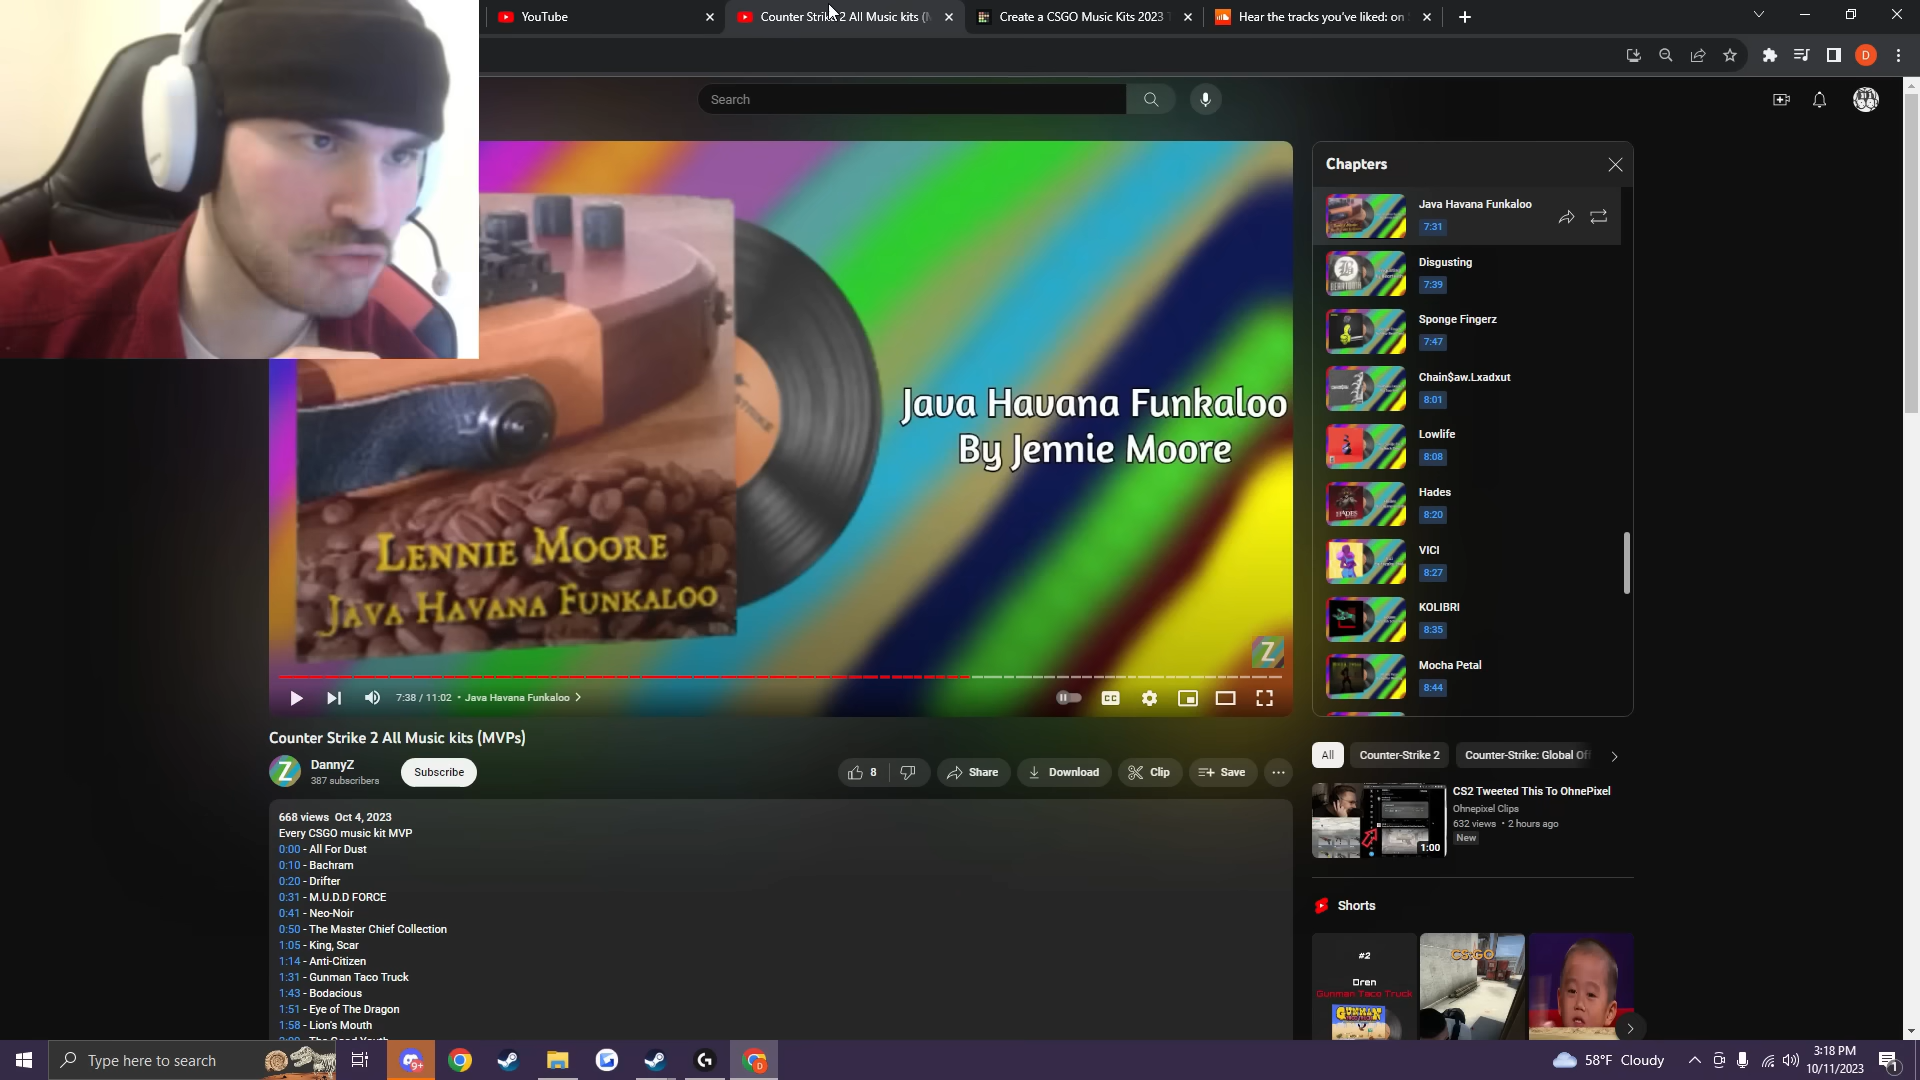 YouTube
Counter Strike 2 All Music kits (
Create a CSGO Music Kits 2023
Hear the tracks you've liked: on
D
Search
LENNIE MOORE
JAVA HAVANA FUNKALOO
Java Havana Funkaloo
By Jennie Moore
Z
7:38 / 11:02 • Java Havana Funkaloo
CC
Chapters
Java Havana Funkaloo
7:31
Disgusting
7:39
Sponge Fingerz
7:47
Chain$aw.Lxadxut
8:01
Lowlife
8:08
Hades
8:20
VICI
8:27
KOLIBRI
8:35
Mocha Petal
8:44
Counter Strike 2 All Music kits (MVPs)
Z
DannyZ
387 subscribers
Subscribe
8
Share
Download
Clip
Save
668 views Oct 4, 2023
Every CSGO music kit MVP
0:00 - All For Dust
0:10 - Bachram
0:20 - Drifter
0:31 - M.U.D.D FORCE
0:41 - Neo-Noir
0:50 - The Master Chief Collection
1:05 - King, Scar
1:14 - Anti-Citizen
1:31 - Gunman Taco Truck
1:43 - Bodacious
1:51 - Eye of The Dragon
1:58 - Lion's Mouth
All
Counter-Strike 2
Counter-Strike: Global Off
CS2 Tweeted This To OhnePixel
Ohnepixel Clips
632 views • 2 hours ago
New
1:00
Shorts
#2
Dren
Gunman Taco Truck
GUNMAN
CS:GO
Type here to search
9+
D
58°F Cloudy
3:18 PM
10/11/2023
1